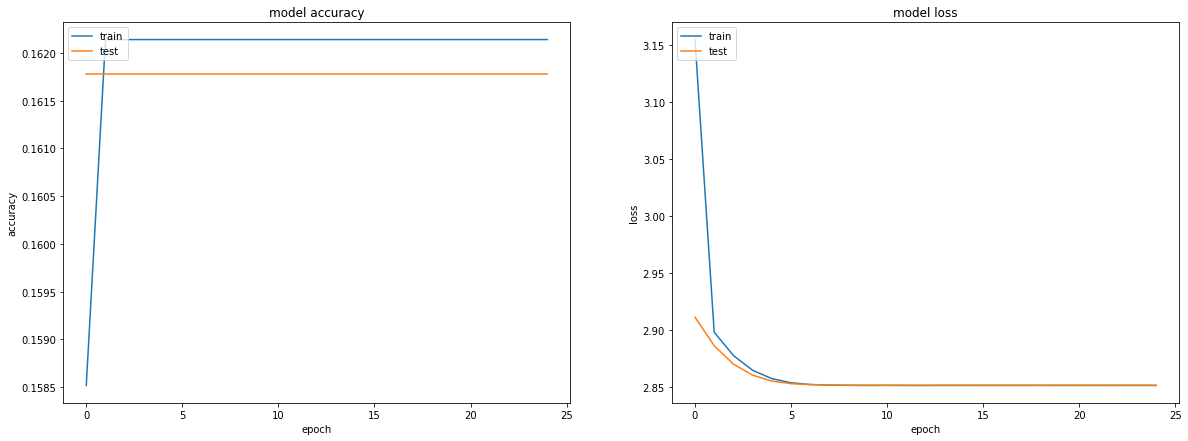 model accuracy
train
test
0.1620
0.1615
0.1610
0.1605
0.1600
0.1595
0.1590
0.1585
accuracy
0 5 10 15 20 25
epoch
model loss
train
test
3.15
3.10
3.05
3.00
2.95
2.90
2.85
loss
0 5 10 15 20 25
epoch